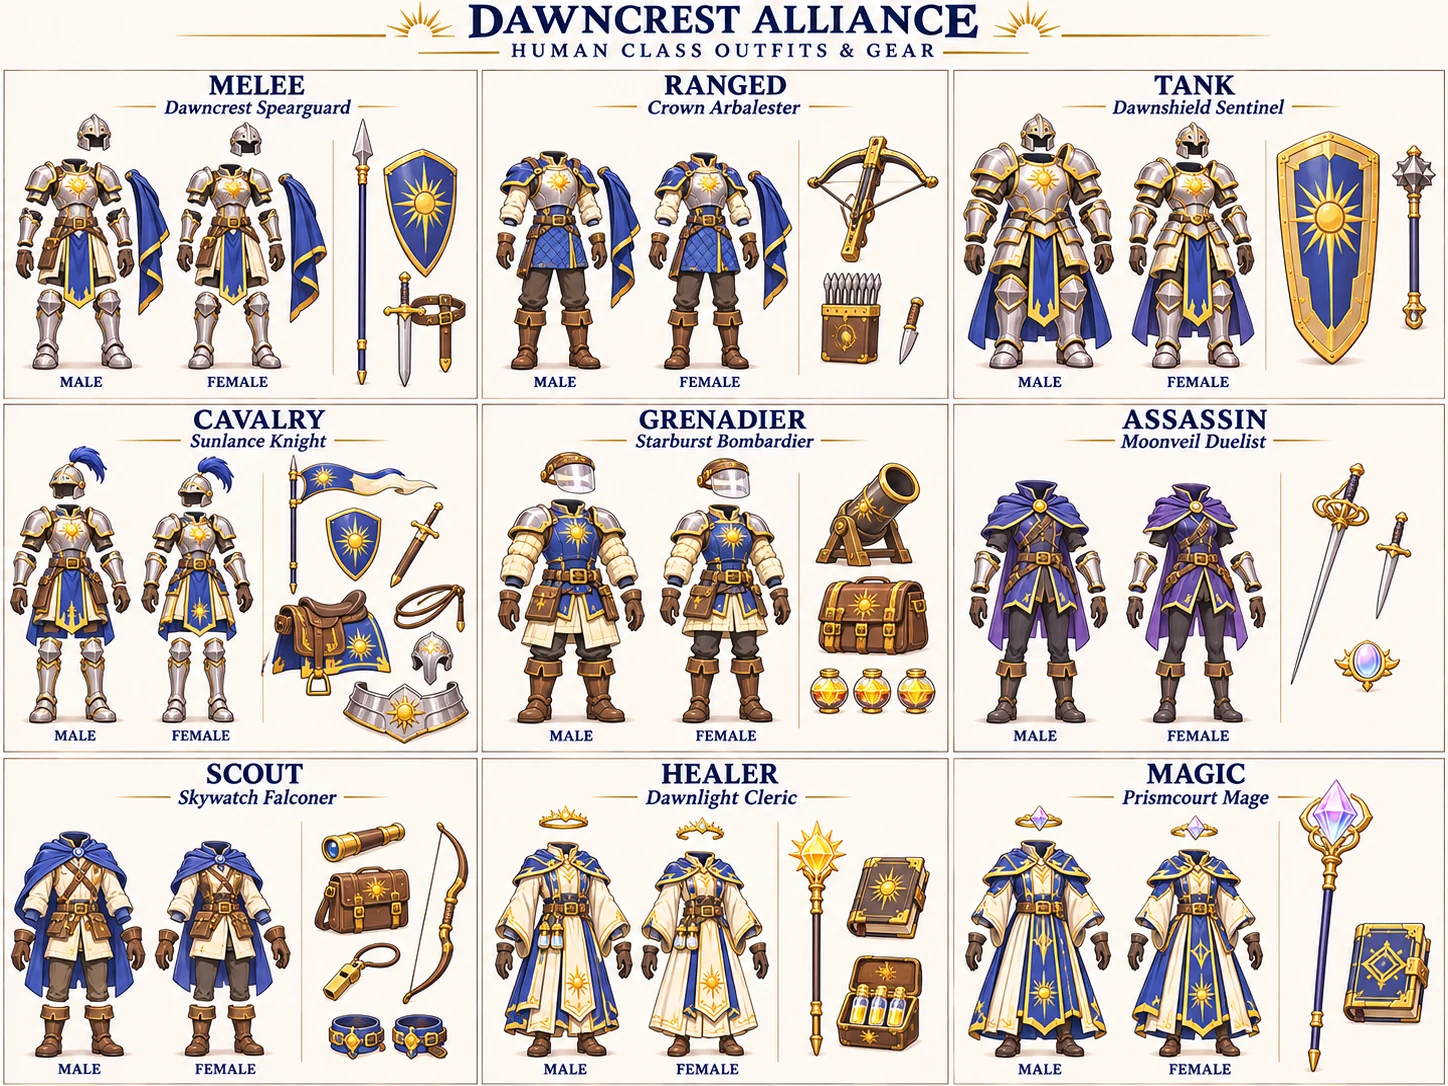 DAWNCREST ALLIANCE
HUMAN CLASS OUTFITS & GEAR
MELEE
Dawncrest Spearguard
MALE
FEMALE
RANGED
Crown Arbalester
MALE
FEMALE
TANK
Dawnshield Sentinel
MALE
FEMALE
CAVALRY
Sunlance Knight
MALE
FEMALE
GRENADIER
Starburst Bombardier
MALE
FEMALE
ASSASSIN
Moonveil Duelist
MALE
FEMALE
SCOUT
Skywatch Falconer
MALE
FEMALE
HEALER
Dawnlight Cleric
MALE
FEMALE
MAGIC
Prismcourt Mage
MALE
FEMALE